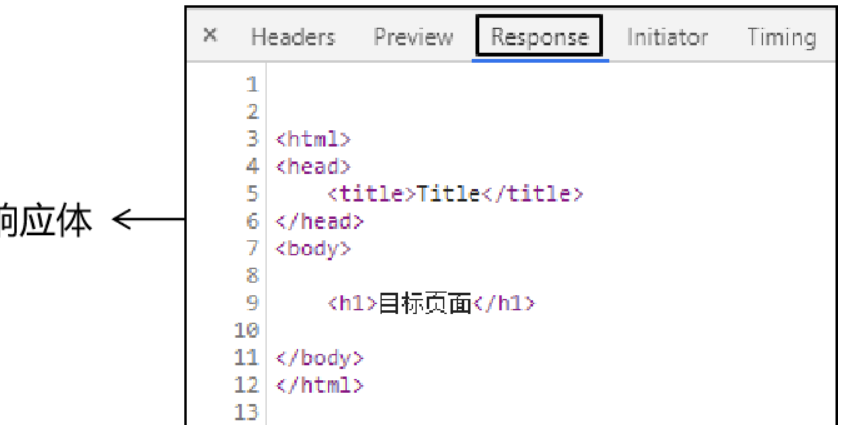 × Headers Preview Response Initiator Timing
1
2
3 <html>
4 <head>
5 <title>Title</title>
6 </head>
响应体
7 <body>
8
9 <h1>目标页面</h1>
10
11 </body>
12 </html>
13